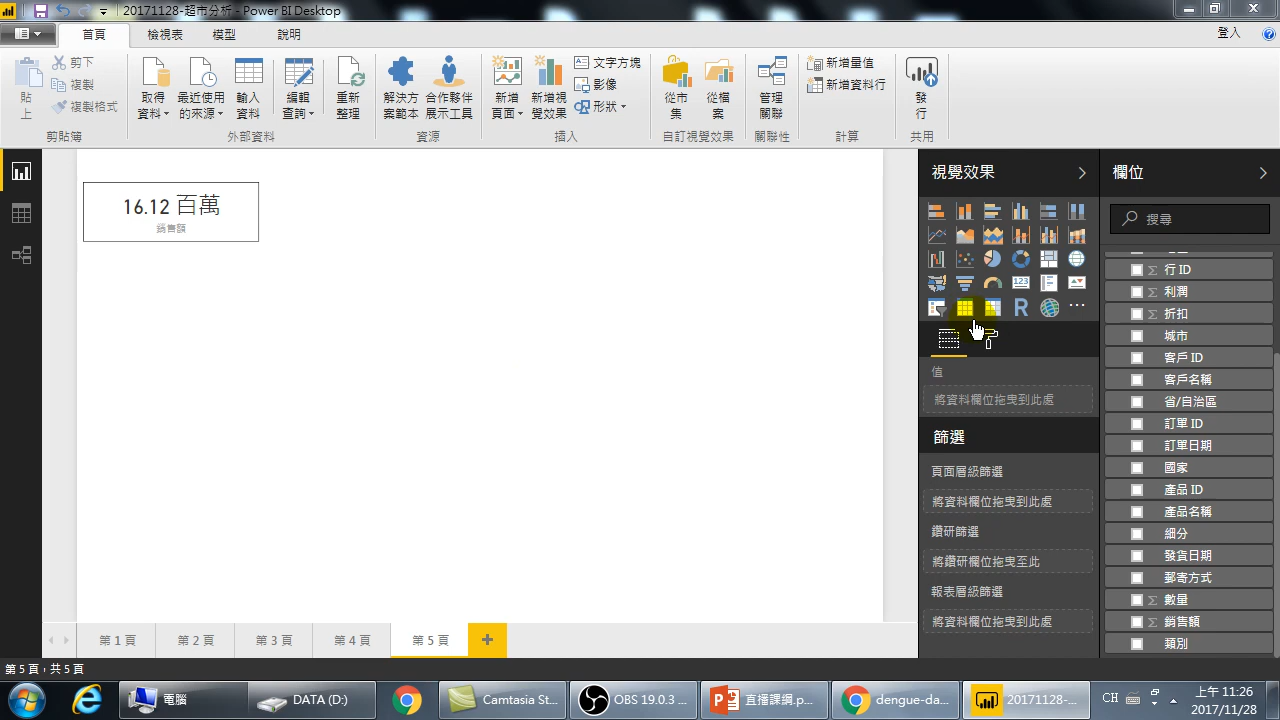 20171128-超市分析 - Power BI Desktop
首頁
檢視表
模型
說明
登入
貼上
剪下
複製
複製格式
剪貼簿
取得資料
最近使用的來源
輸入資料
編輯查詢
重新整理
外部資料
解決方案範本
合作夥伴展示工具
資源
新增頁面
新增視覺效果
文字方塊
影像
形狀
插入
從市集
從檔案
自訂視覺效果
管理關聯
關聯性
新增量值
新增資料行
計算
發行
共用
16.12 百萬
銷售額
視覺效果
123
R
值
將資料欄位拖曳到此處
篩選
頁面層級篩選
將資料欄位拖曳到此處
鑽研篩選
將鑽研欄位拖曳至此
報表層級篩選
將資料欄位拖曳到此處
欄位
搜尋
Σ 行 ID
Σ 利潤
Σ 折扣
城市
客戶 ID
客戶名稱
省/自治區
訂單 ID
訂單日期
國家
產品 ID
產品名稱
細分
發貨日期
郵寄方式
Σ 數量
Σ 銷售額
類別
第 1 頁
第 2 頁
第 3 頁
第 4 頁
第 5 頁
+
第 5 頁，共 5 頁
電腦
DATA (D:)
Camtasia St...
OBS 19.0.3 ...
直播課綱.p...
dengue-da...
20171128-...
CH
上午 11:26
2017/11/28